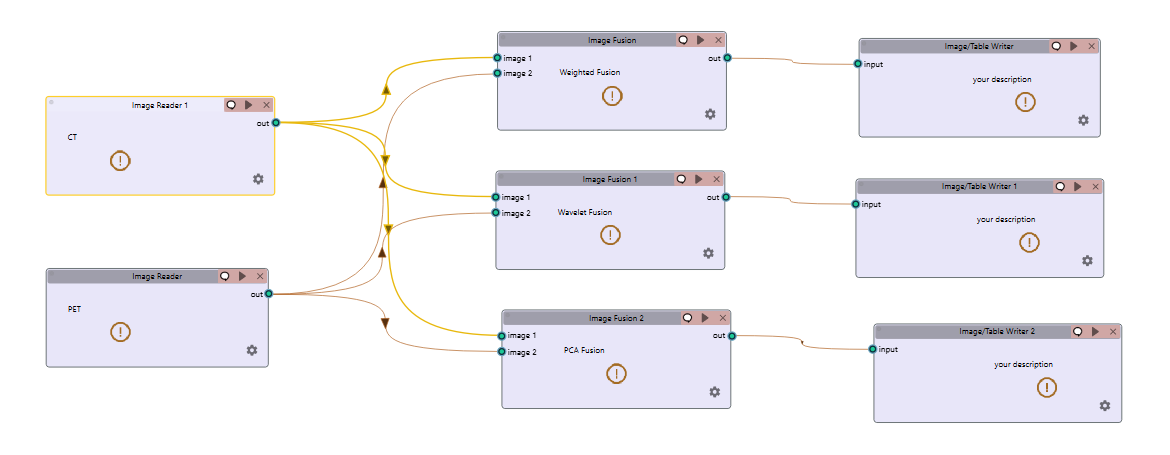 Image Reader 1
out
CT
!
Image Reader
out
PET
!
Image Fusion
image 1
out
image 2
Weighted Fusion
!
Image Fusion 1
image 1
out
image 2
Wavelet Fusion
!
Image Fusion 2
image 1
out
image 2
PCA Fusion
!
Image/Table Writer
input
your description
!
Image/Table Writer 1
input
your description
!
Image/Table Writer 2
input
your description
!